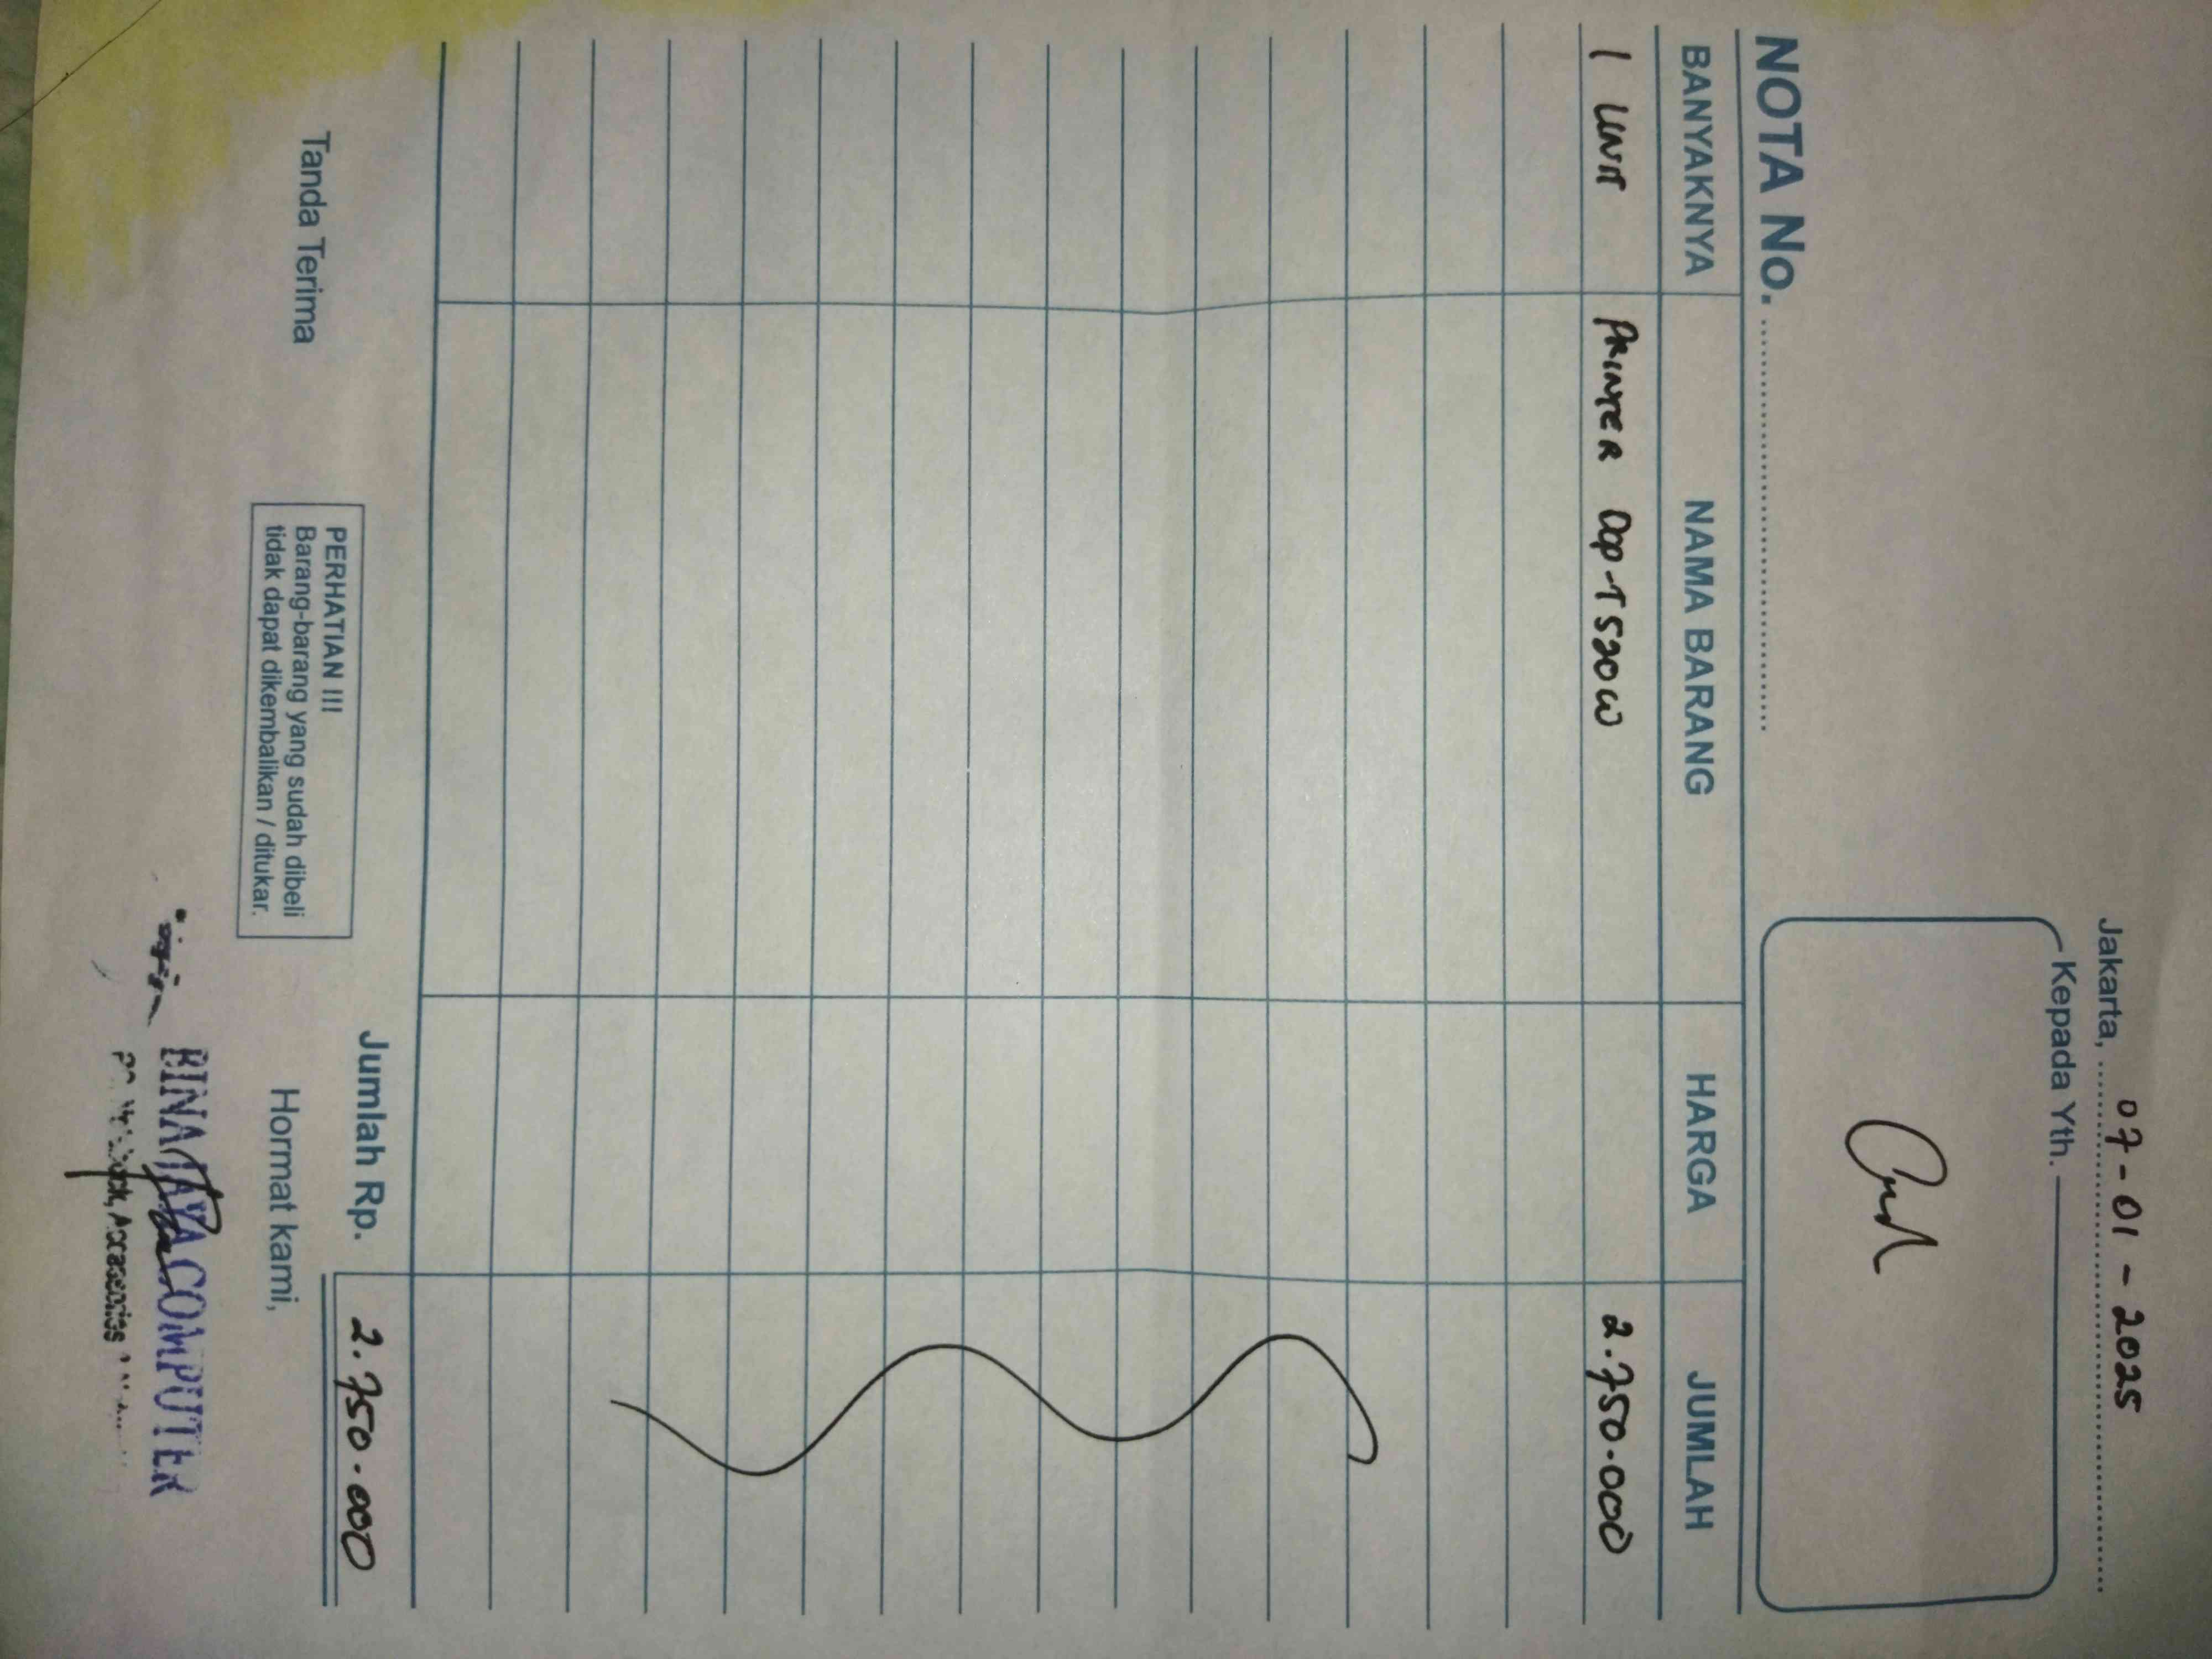 Jakarta, 07-01-2025
Kepada Yth.
NOTA No.
BANYAKNYA NAMA BARANG HARGA JUMLAH
1 UNIT PRINTER DCP-T520W 2.750.000
Jumlah Rp. 2.750.000
Tanda Terima
PERHATIAN !!!
Barang-barang yang sudah dibeli
tidak dapat dikembalikan / ditukar.
Hormat kami,
BINA JAYA COMPUTER
Accessories